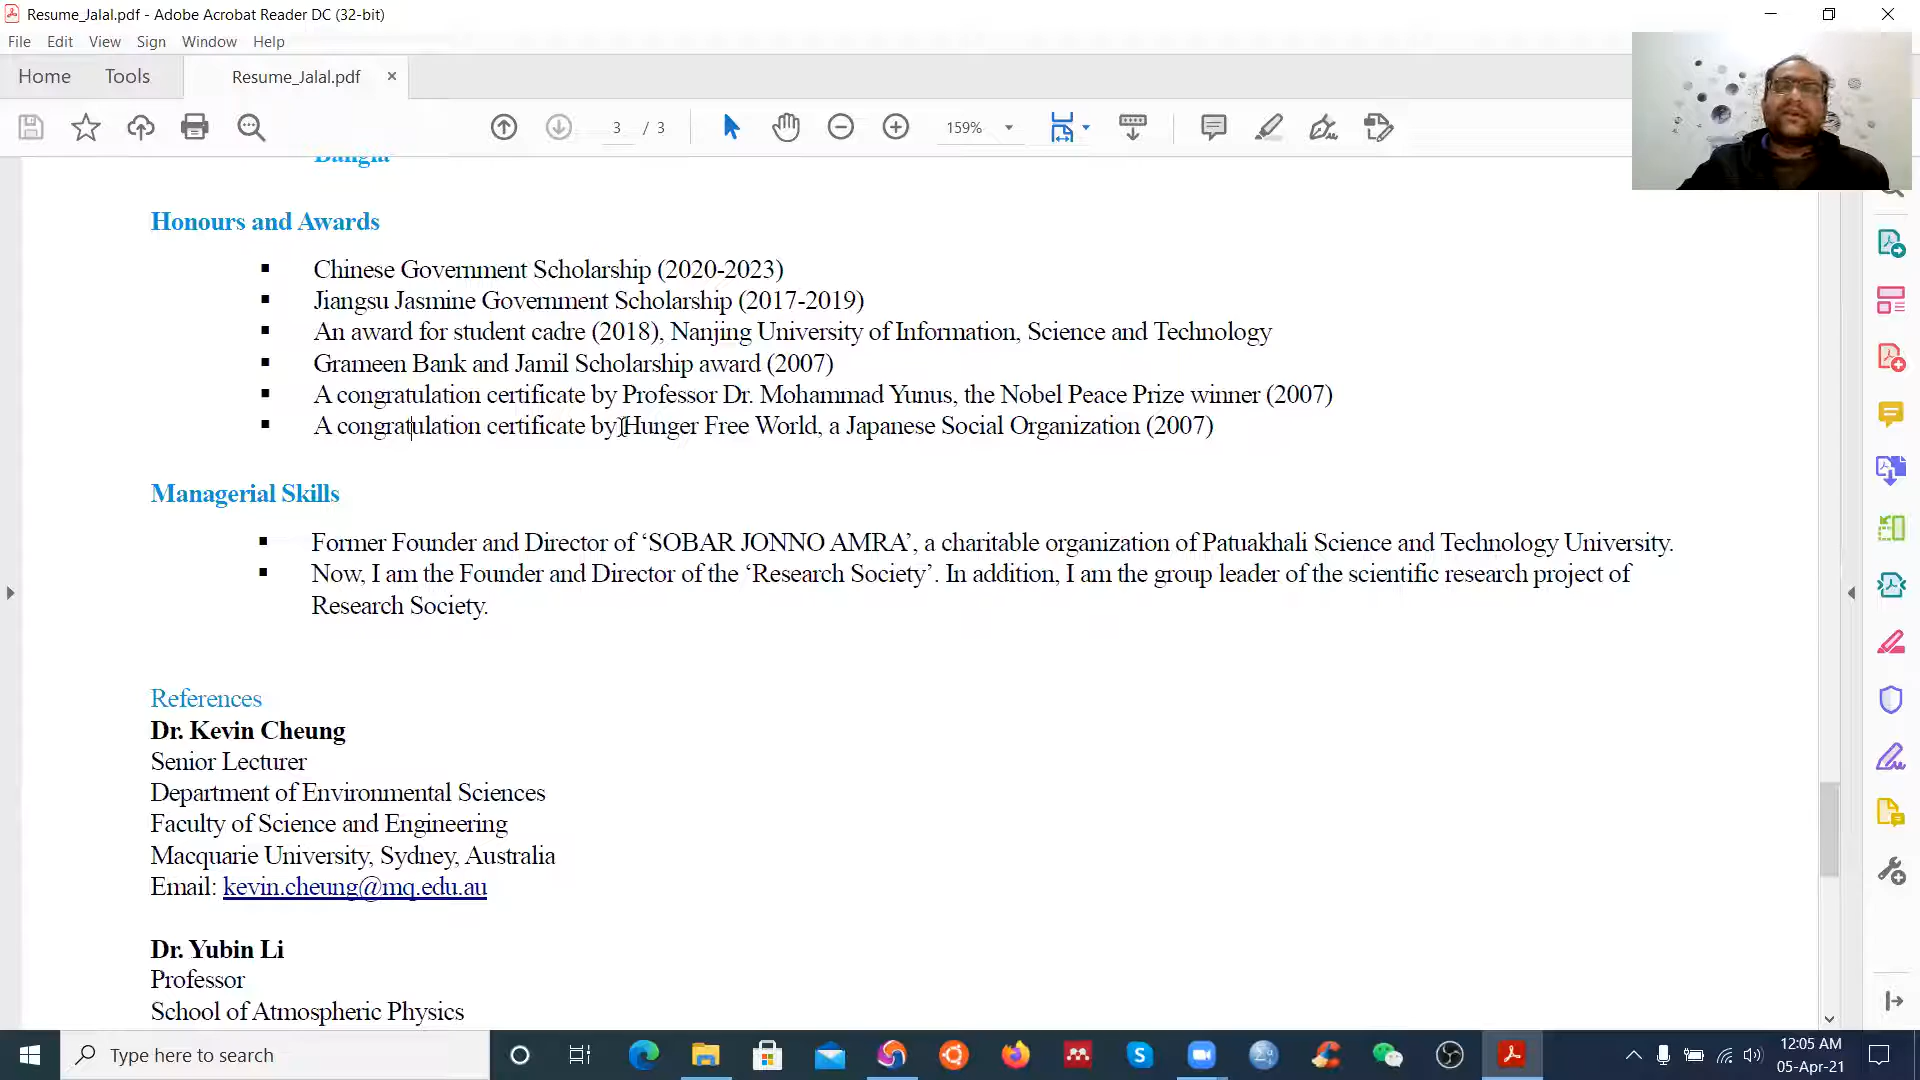 Resume_Jalal.pdf - Adobe Acrobat Reader DC (32-bit)
File Edit View Sign Window Help
Home Tools Resume_Jalal.pdf ×
3 / 3 159%
Bangla
Honours and Awards
▪ Chinese Government Scholarship (2020-2023)
▪ Jiangsu Jasmine Government Scholarship (2017-2019)
▪ An award for student cadre (2018), Nanjing University of Information, Science and Technology
▪ Grameen Bank and Jamil Scholarship award (2007)
▪ A congratulation certificate by Professor Dr. Mohammad Yunus, the Nobel Peace Prize winner (2007)
▪ A congratulation certificate by Hunger Free World, a Japanese Social Organization (2007)
Managerial Skills
▪ Former Founder and Director of ‘SOBAR JONNO AMRA’, a charitable organization of Patuakhali Science and Technology University.
▪ Now, I am the Founder and Director of the ‘Research Society’. In addition, I am the group leader of the scientific research project of
Research Society.
References
Dr. Kevin Cheung
Senior Lecturer
Department of Environmental Sciences
Faculty of Science and Engineering
Macquarie University, Sydney, Australia
Email: kevin.cheung@mq.edu.au
Dr. Yubin Li
Professor
School of Atmospheric Physics
Type here to search
12:05 AM
05-Apr-21